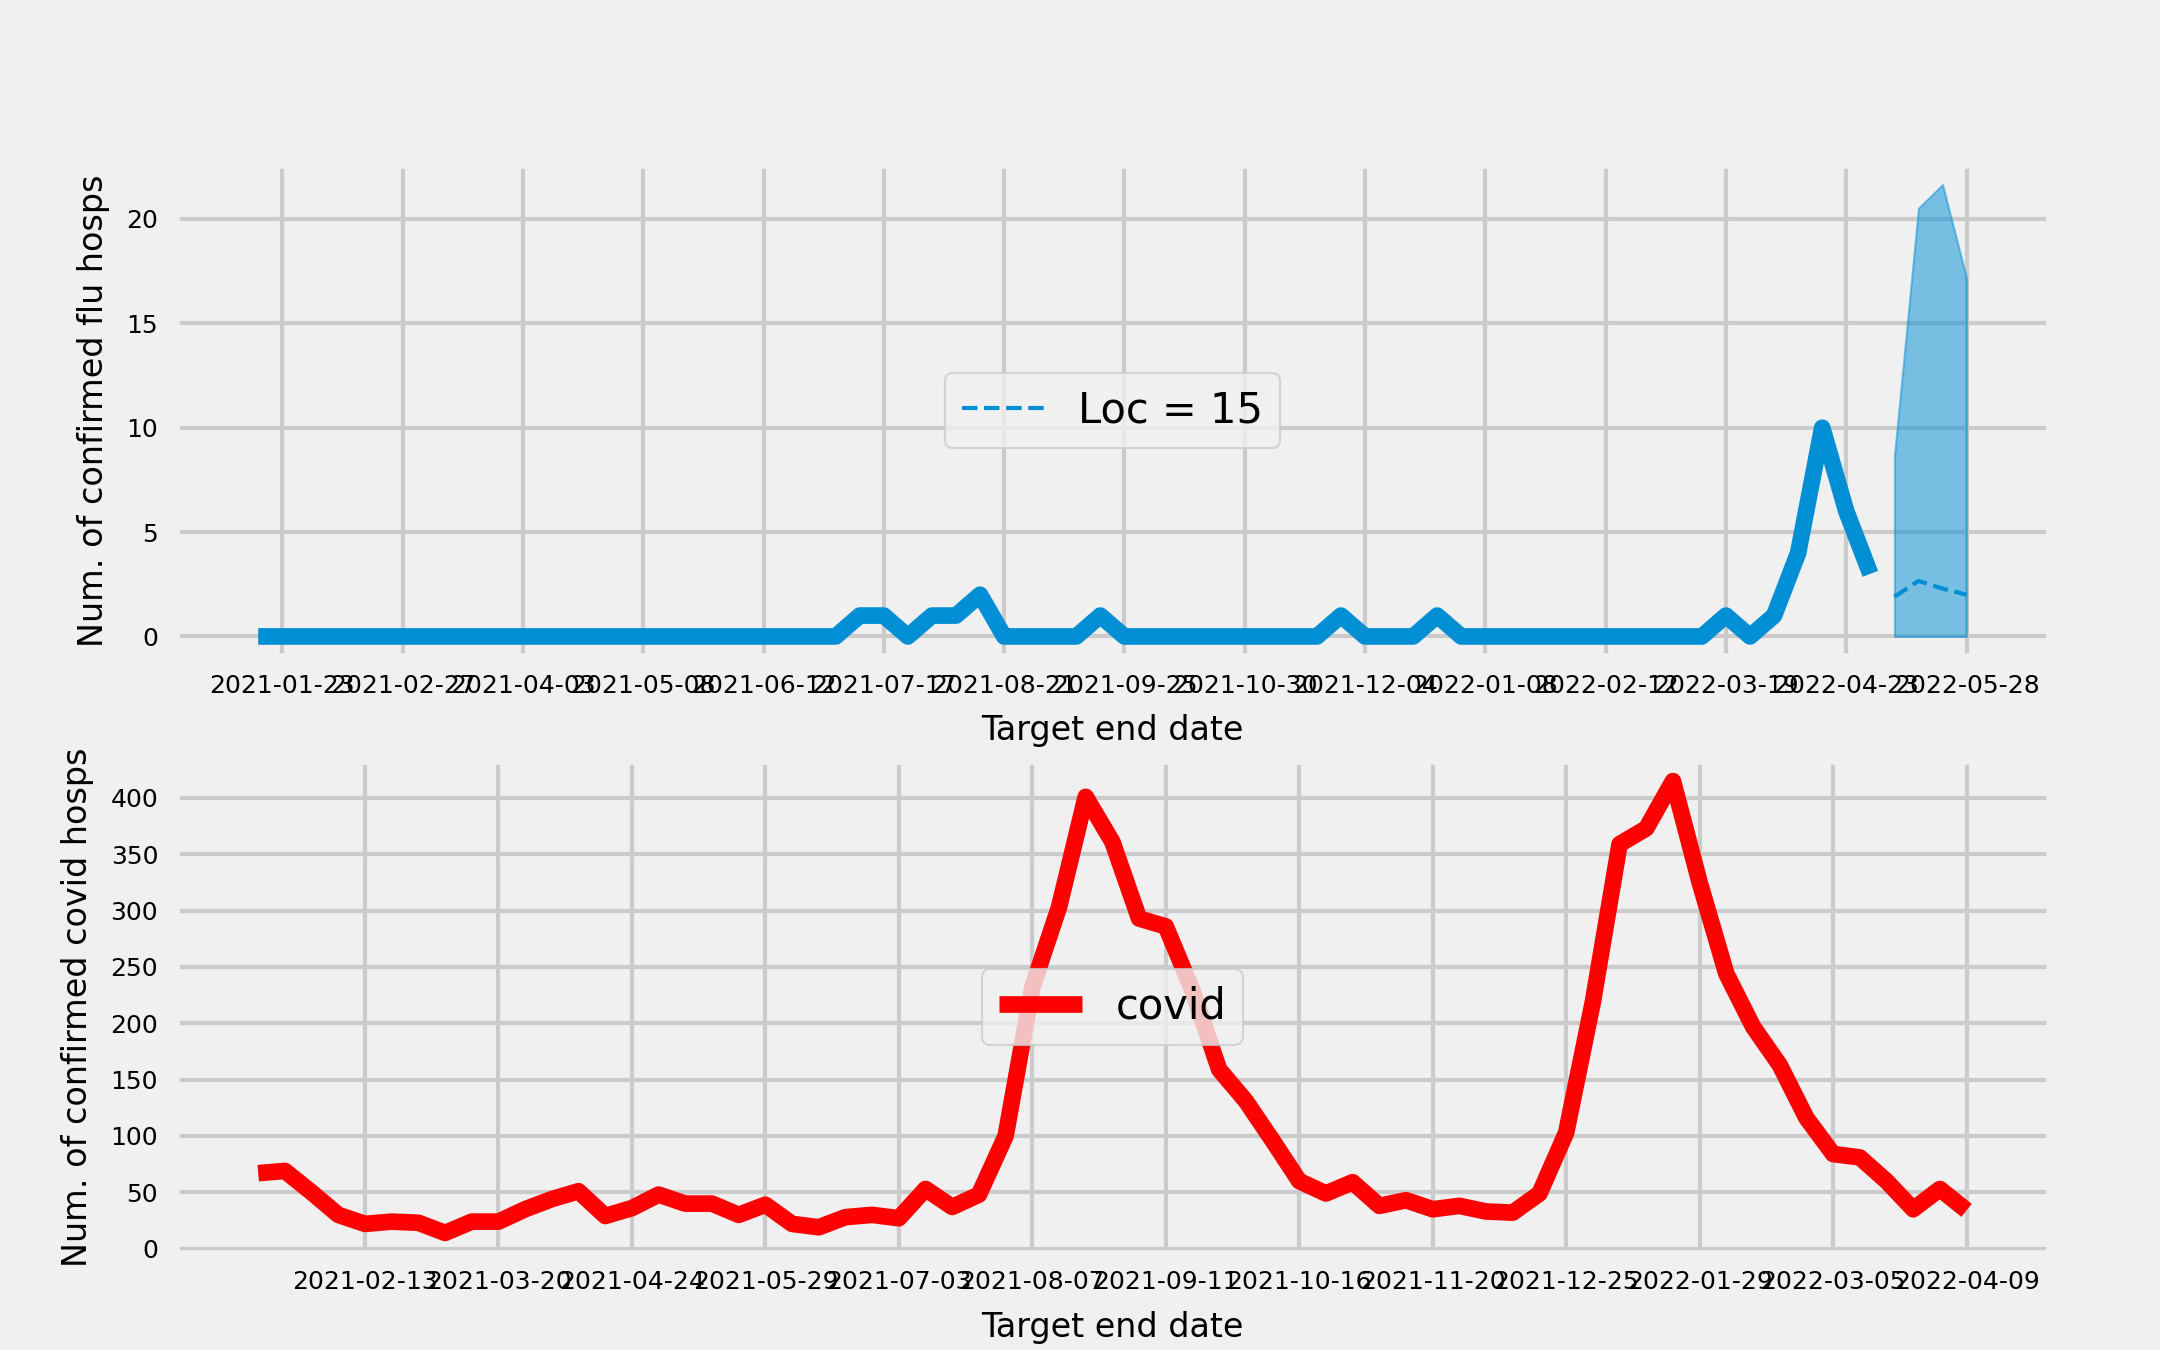 Num. of confirmed flu hosps
20
15
10
5
0
Loc = 15
2021-01-23 2021-02-27 2021-04-03 2021-05-08 2021-06-12 2021-07-17 2021-08-21 2021-09-25 2021-10-30 2021-12-04 2022-01-08 2022-02-12 2022-03-19 2022-04-23 2022-05-28
Target end date
Num. of confirmed covid hosps
400
350
300
250
200
150
100
50
0
covid
2021-02-13 2021-03-20 2021-04-24 2021-05-29 2021-07-03 2021-08-07 2021-09-11 2021-10-16 2021-11-20 2021-12-25 2022-01-29 2022-03-05 2022-04-09
Target end date